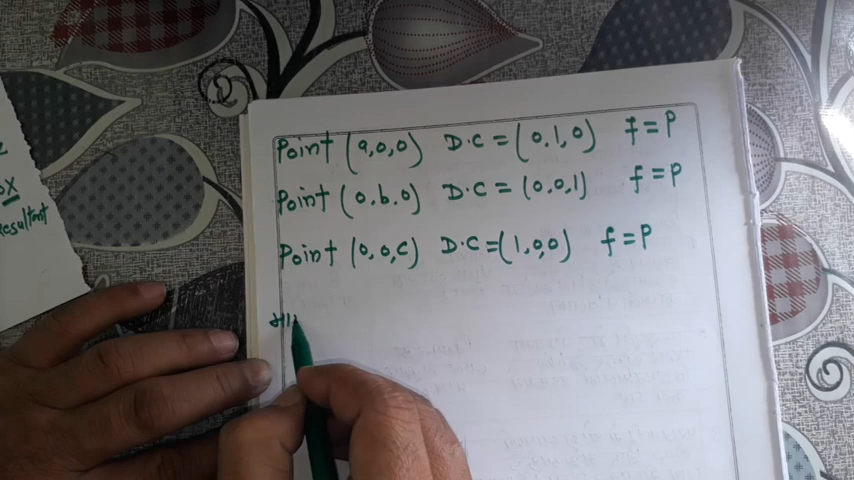 Point (a,0,0) D.C = (0,1,0) f=P
Point (0,b,0) D.C = (0,0,1) f=P
Point (0,0,C) D.C =(1,0,0) f=P
Resultant